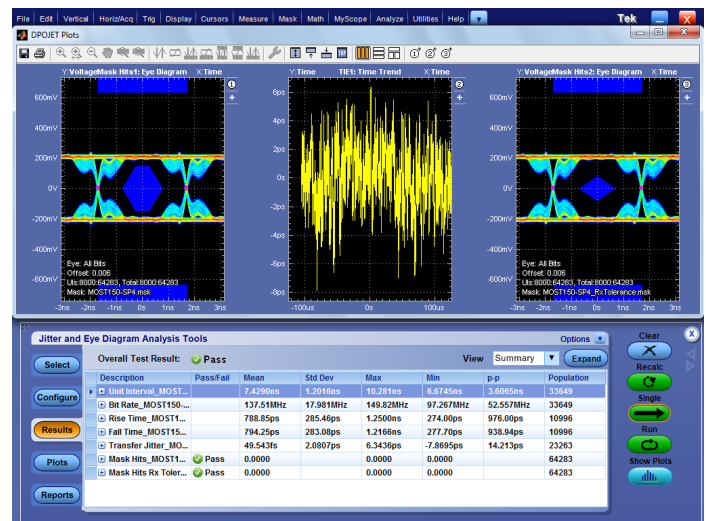 File Edit Vertical Horiz/Acq Trig Display Cursors Measure Mask Math MyScope Analyze Utilities Help Tek X
DPOJET Plots
Y:VoltageMask Hits1: Eye Diagram X:Time
1
600mV
400mV
200mV
0V
-200mV
-400mV
-600mV
Eye: All Bits
Offset: 0.006
UIs:8000:64283, Total:8000:64283
Mask: MOST150-SP4.msk
-3ns -2ns -1ns 0s 1ns 2ns 3ns
Y:Time TIE1: Time Trend X:Time
2
6ps
4ps
2ps
0s
-2ps
-4ps
-6ps
-8ps
-100us 0s 100us
Y:VoltageMask Hits2: Eye Diagram X:Time
3
600mV
400mV
200mV
0V
-200mV
-400mV
-600mV
Eye: All Bits
Offset: 0.006
UIs:8000:64283, Total:8000:64283
Mask: MOST150-SP4_RxTolerance.msk
-3ns -2ns -1ns 0s 1ns 2ns 3ns
Jitter and Eye Diagram Analysis Tools Options
Select
Configure
Results
Plots
Reports
Overall Test Result: Pass View Summary Expand
Description Pass/Fail Mean Std Dev Max Min p-p Population
Unit Interval_MOST... 7.4290ns 1.2016ns 10.281ns 6.6745ns 3.6065ns 33649
Bit Rate_MOST150-... 137.51MHz 17.981MHz 149.82MHz 97.267MHz 52.557MHz 33649
Rise Time_MOST1... 788.85ps 285.46ps 1.2500ns 274.00ps 976.00ps 10996
Fall Time_MOST15... 794.25ps 283.08ps 1.2166ns 277.70ps 938.94ps 10996
Transfer Jitter_MO... 49.543fs 2.0807ps 6.3436ps -7.8695ps 14.213ps 23263
Mask Hits_MOST1... Pass 0.0000 0.0000 0.0000 64283
Mask Hits Rx Toler... Pass 0.0000 0.0000 0.0000 64283
Clear
Recalc
Single
Run
Show Plots